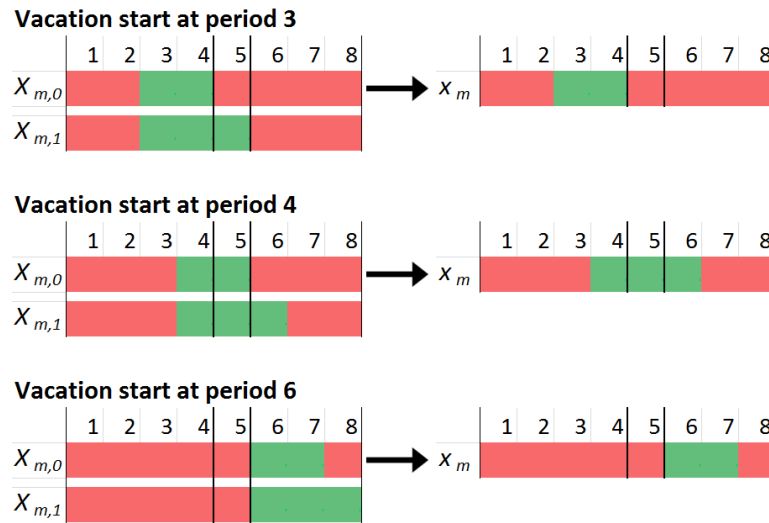 Vacation start at period 3
1 2 3 4 5 6 7 8 1 2 3 4 5 6 7 8
X m,0 x m
X m,1
Vacation start at period 4
1 2 3 4 5 6 7 8 1 2 3 4 5 6 7 8
X m,0 x m
X m,1
Vacation start at period 6
1 2 3 4 5 6 7 8 1 2 3 4 5 6 7 8
X m,0 x m
X m,1